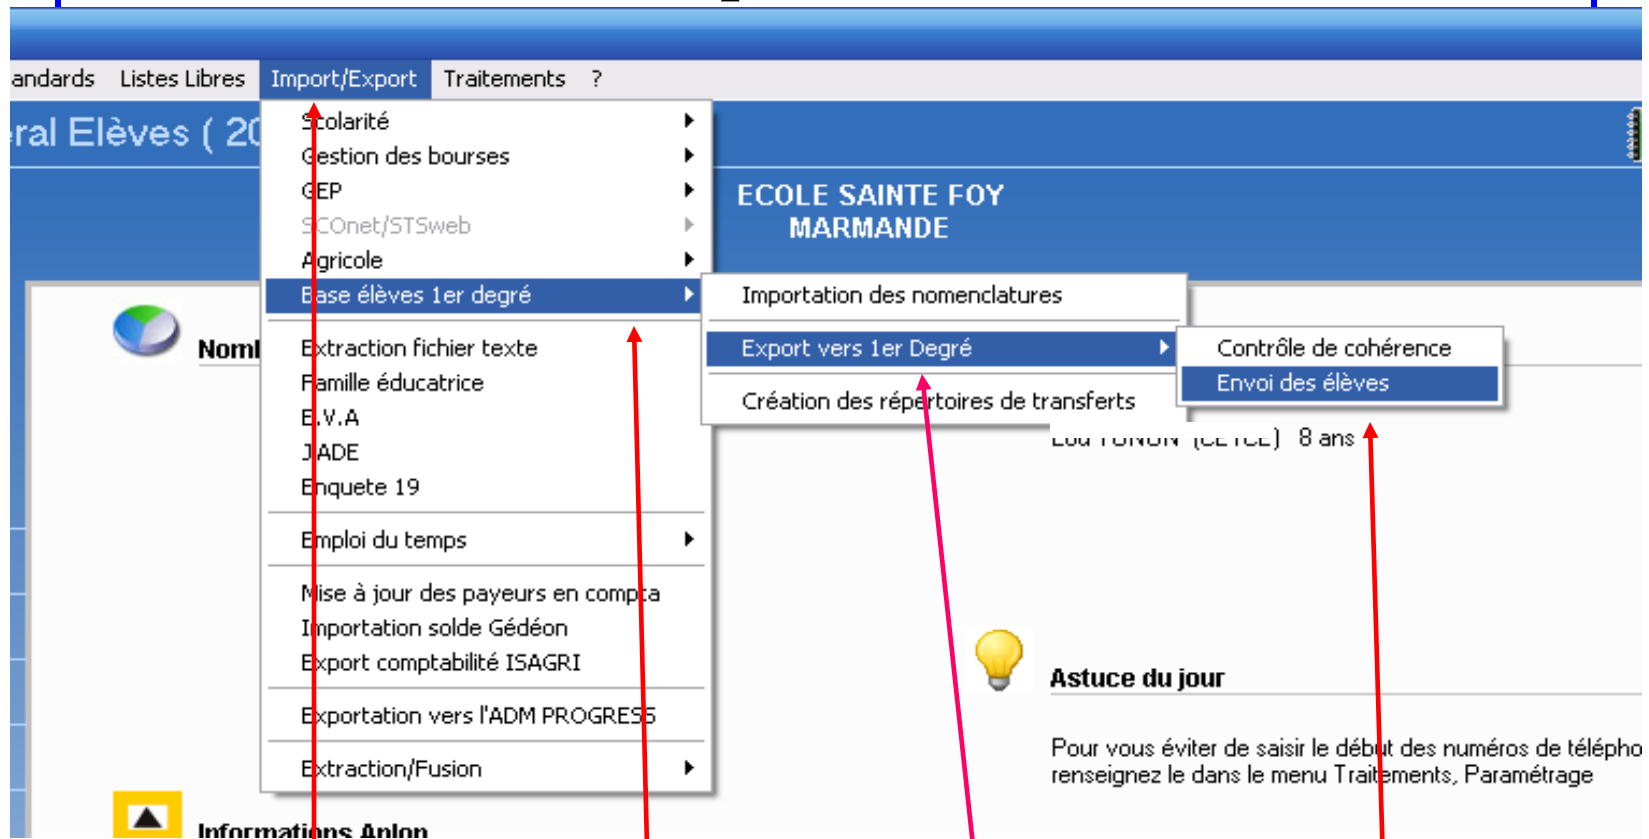 andards Listes Libres Import/Export Traitements ?
Scolarité
ral Elèves ( 20
Gestion des bourses
GEP
ECOLE SAINTE FOY
SCOnet/STSweb
MARMANDE
Agricole
Base élèves 1er degré
Importation des nomenclatures
Extraction fichier texte
Export vers 1er Degré
Contrôle de cohérence
Famille éducatrice
Envoi des élèves
Création des répertoires de transferts
E.V.A
8 ans
JADE
Enquete 19
Emploi du temps
Mise à jour des payeurs en compta
Importation solde Gédéon
Export comptabilité ISAGRI
Astuce du jour
Exportation vers l'ADM PROGRESS
Pour vous éviter de saisir le début des numéros de télépho
Extraction/Fusion
renseignez le dans le menu Traitements, Paramétrage
Informations Aplon